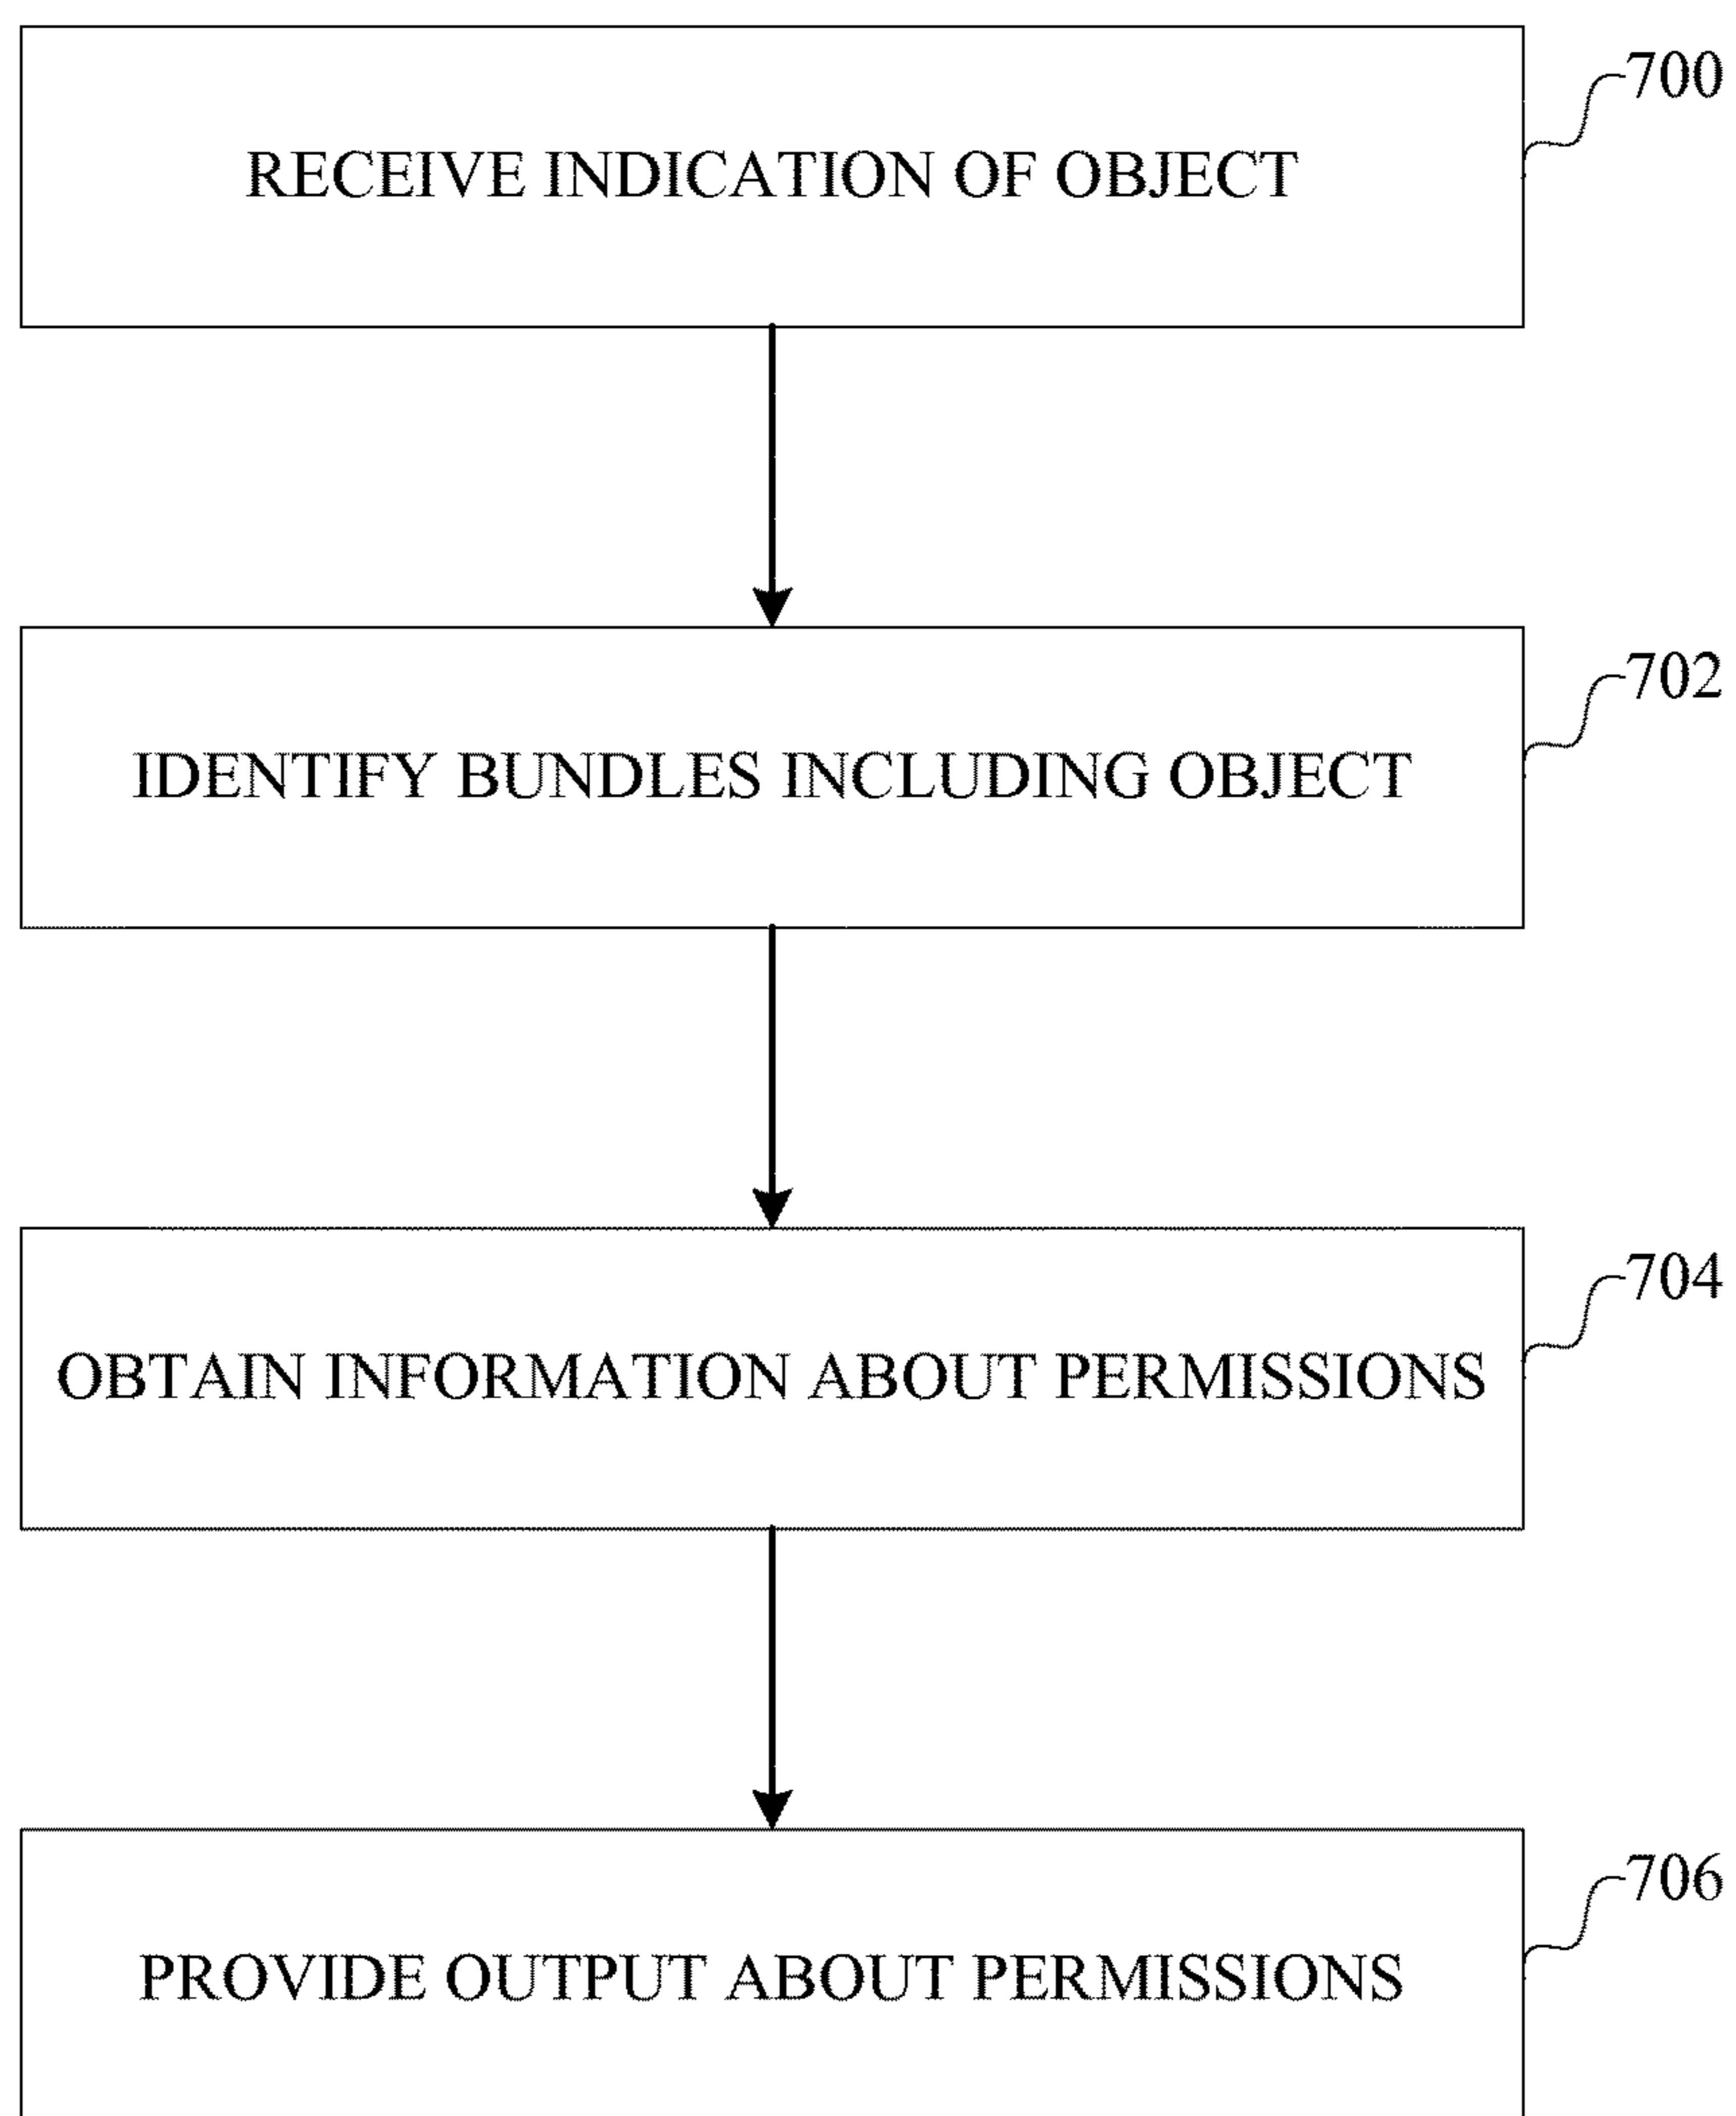 700
RECEIVE INDICATION OF OBJECT
702
IDENTIFY BUNDLES INCLUDING OBJECT
704
OBTAIN INFORMATION ABOUT PERMISSIONS
706
PROVIDE OUTPUT ABOUT PERMISSIONS